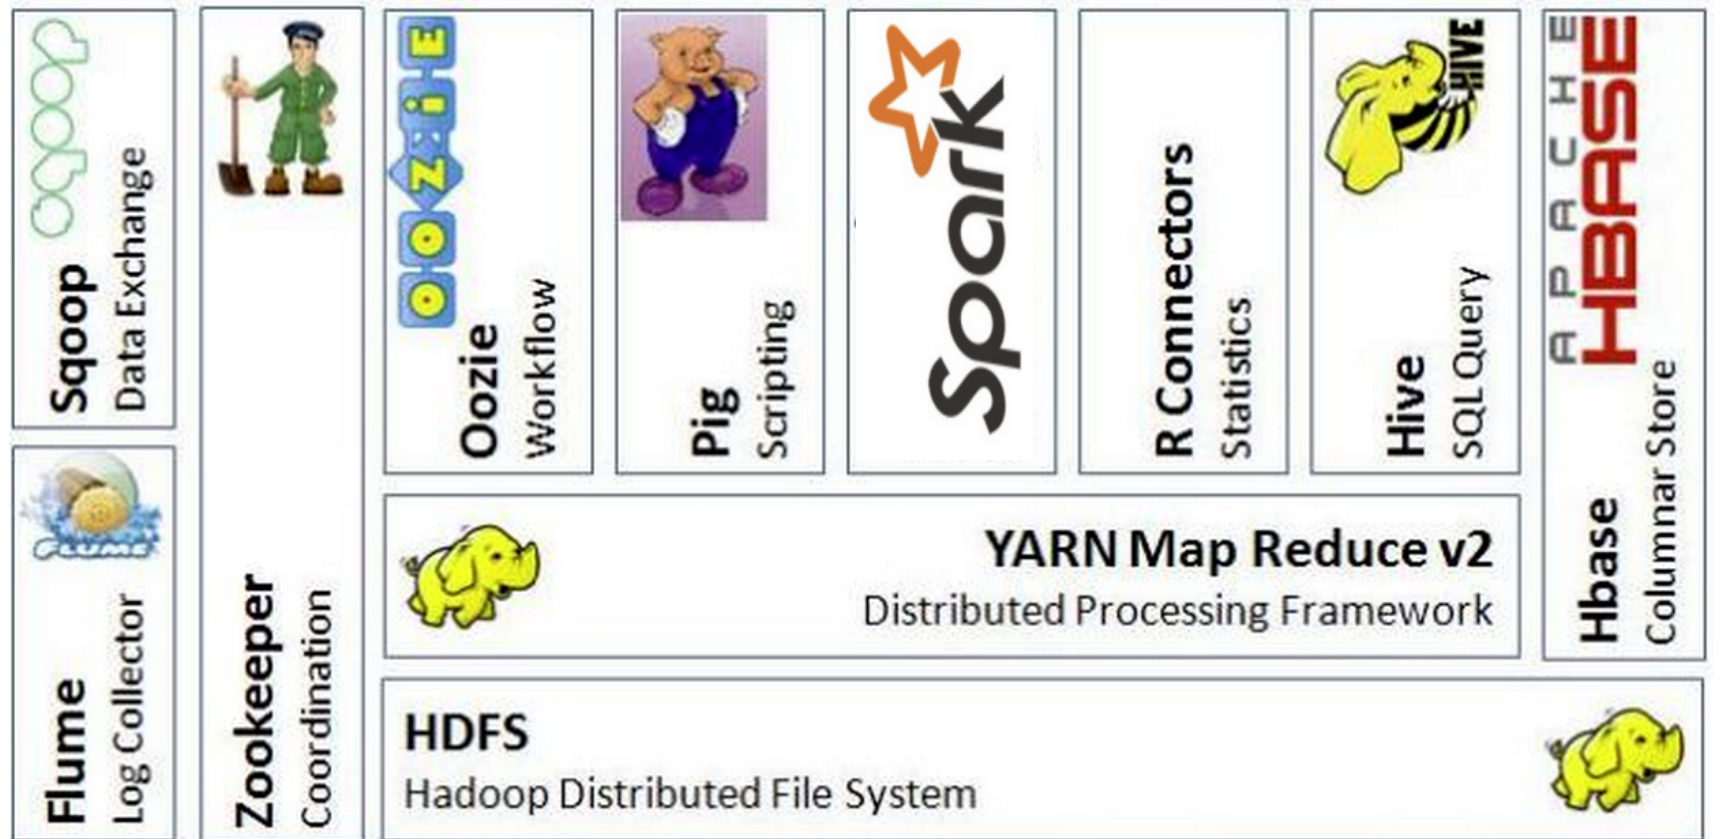 sqoop
Sqoop
Data Exchange
FLUME
Flume
Log Collector
Zookeeper
Coordination
OOZIE
Oozie
Workflow
Pig
Scripting
Spark
R Connectors
Statistics
HIVE
Hive
SQL Query
APACHE
HBASE
Hbase
Columnar Store
YARN Map Reduce v2
Distributed Processing Framework
HDFS
Hadoop Distributed File System